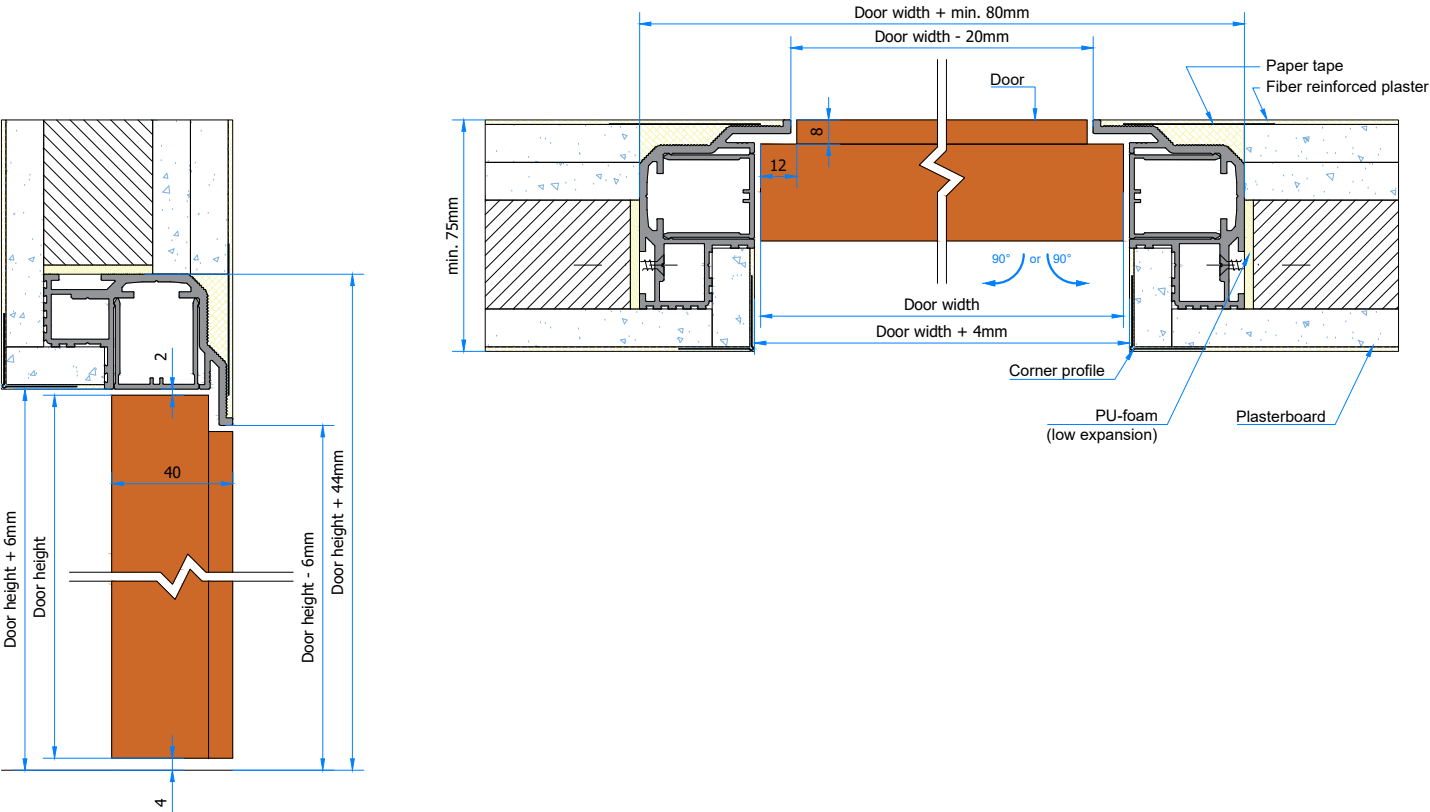 Door width + min. 80mm
Door width - 20mm
Paper tape
Door
Fiber reinforced plaster
8
12
min. 75mm
90° or 90°
Door width
Door width + 4mm
Corner profile
PU-foam
(low expansion)
Plasterboard
2
40
Door height + 6mm
Door height
Door height - 6mm
Door height + 44mm
4